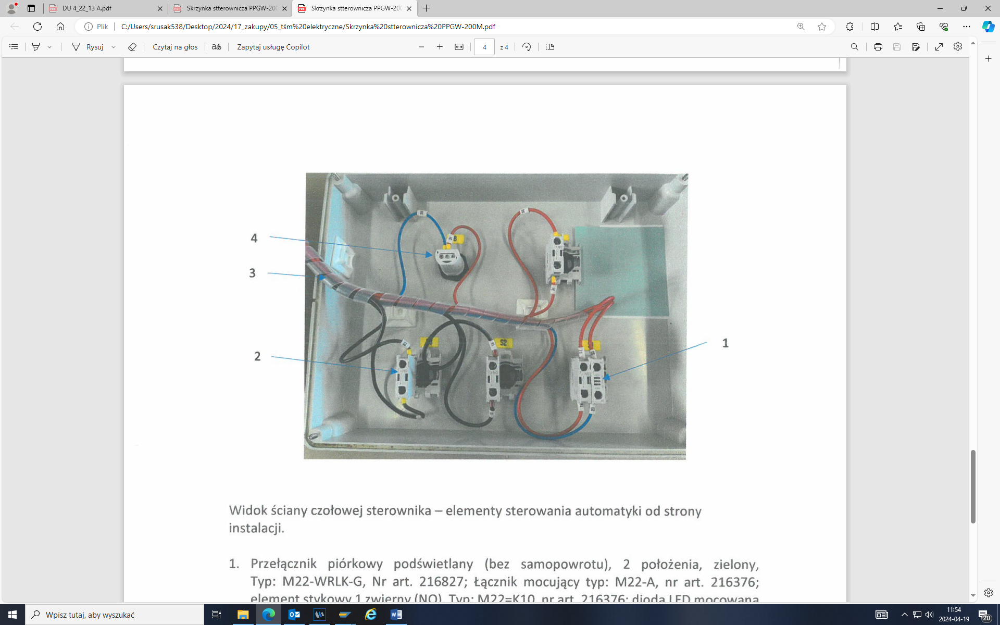 DU 4_22_13 A.pdf
Skrzynka stterownicza PPGW-200
Skrzynka stterownicza PPGW-200
Plik
C:/Users/srusak538/Desktop/2024/17_zakupy/05_tśm%20elektryczne/Skrzynka%20stterownicza%20PPGW-200M.pdf
Rysuj
Czytaj na głos
aあ
Zapytaj usługę Copilot
4
z 4
4
3
S2
2
1
Widok ściany czołowej sterownika – elementy sterowania automatyki od strony
instalacji.
1. Przełącznik piórkowy podświetlany (bez samopowrotu), 2 położenia, zielony,
Typ: M22-WRLK-G, Nr art. 216827; Łącznik mocujący typ: M22-A, nr art. 216376;
element stykowy 1 zwierny (NO), Typ: M22=K10, nr art. 216376; dioda LED mocowana
Wpisz tutaj, aby wyszukać
11:54
2024-04-19
20